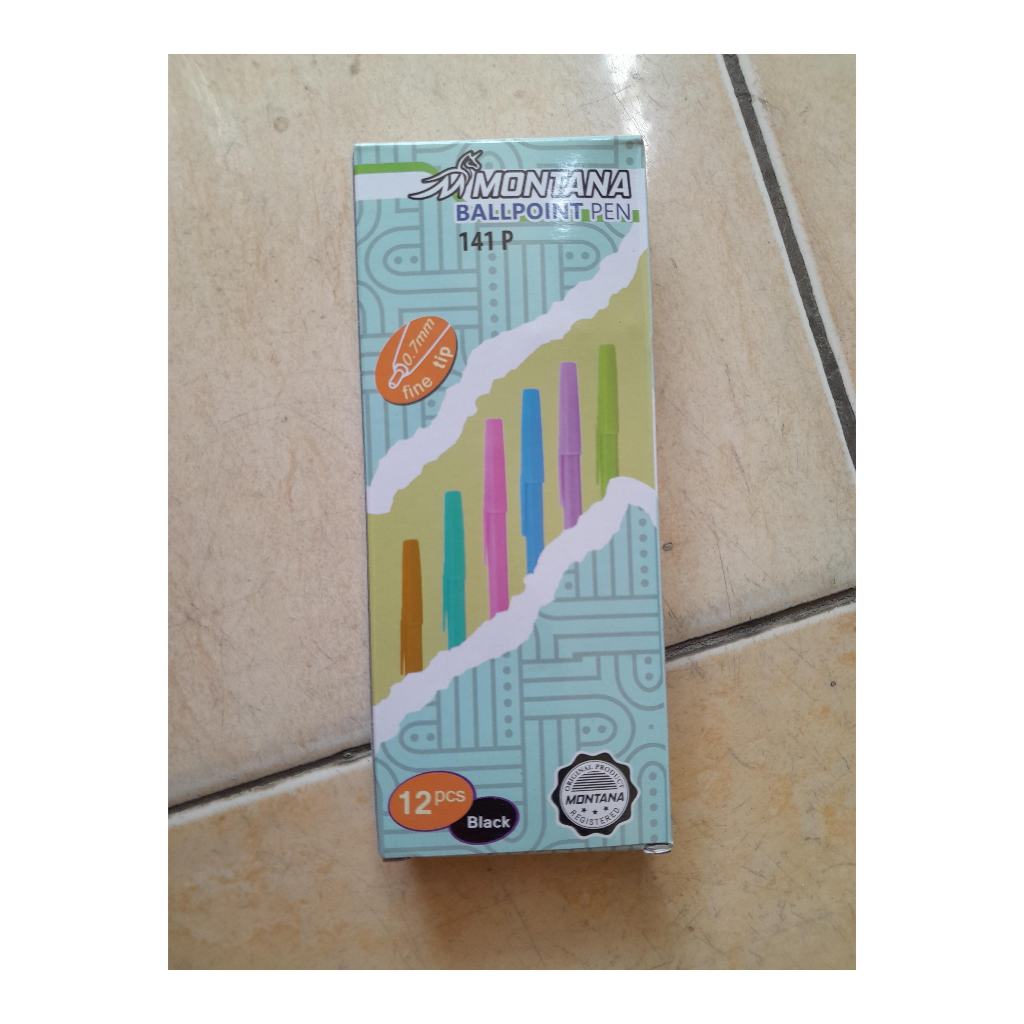 MONTANA
BALLPOINT PEN
141 P
0.7mm
fine tip
12 pcs
Black
ORIGINAL PRODUCT
MONTANA
REGISTERED